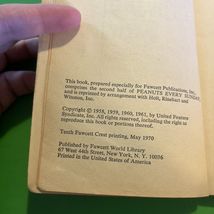 This book, prepared especially for Fawcett Publications, Inc.,
comprises the second half of PEANUTS EVERY SUNDAY,
and is reprinted by arrangement with Holt, Rinehart and
Winston, Inc.
Copyright © 1958, 1959, 1960, 1961, by United Feature
Syndicate, Inc. All rights reserved, including the right to
reproduce this book or portions thereof.
Tenth Fawcett Crest printing, May 1970
Published by Fawcett World Library
67 West 44th Street, New York, N. Y. 10036
Printed in the United States of America